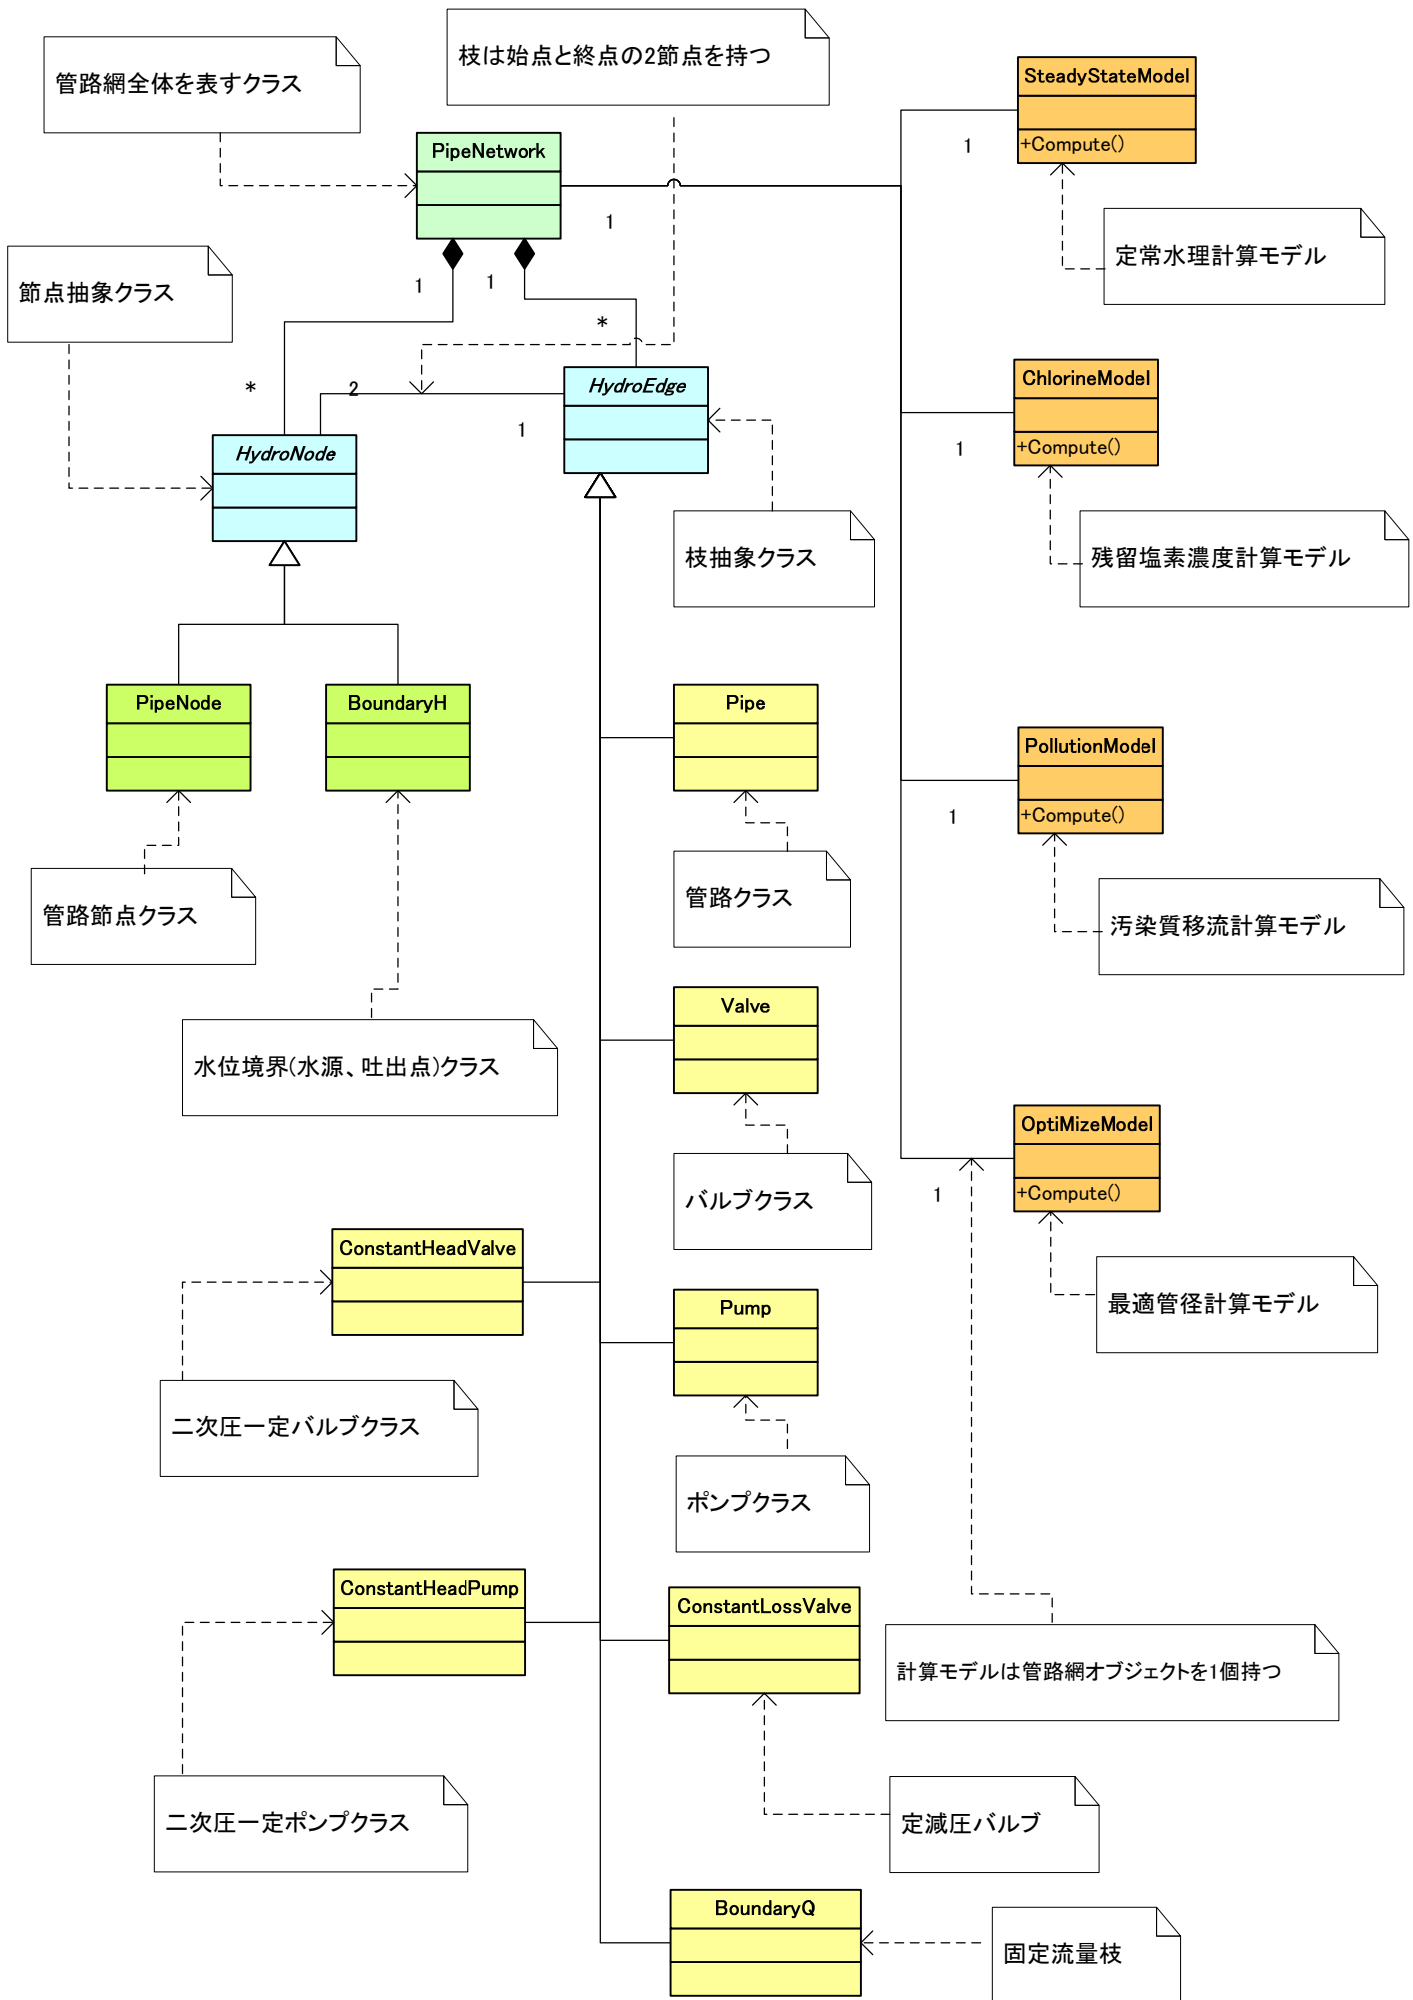 枝は始点と終点の2節点を持つ
管路網全体を表すクラス
SteadyStateModel
+Compute()
1
PipeNetwork
1
定常水理計算モデル
節点抽象クラス
1
1
*
*
2
HydroEdge
1
HydroNode
ChlorineModel
+Compute()
1
枝抽象クラス
残留塩素濃度計算モデル
PipeNode
BoundaryH
Pipe
PollutionModel
+Compute()
1
管路節点クラス
管路クラス
汚染質移流計算モデル
水位境界(水源、吐出点)クラス
Valve
バルブクラス
OptiMizeModel
+Compute()
1
ConstantHeadValve
Pump
最適管径計算モデル
二次圧一定バルブクラス
ポンプクラス
ConstantHeadPump
ConstantLossValve
計算モデルは管路網オブジェクトを1個持つ
二次圧一定ポンプクラス
定減圧バルブ
BoundaryQ
固定流量枝